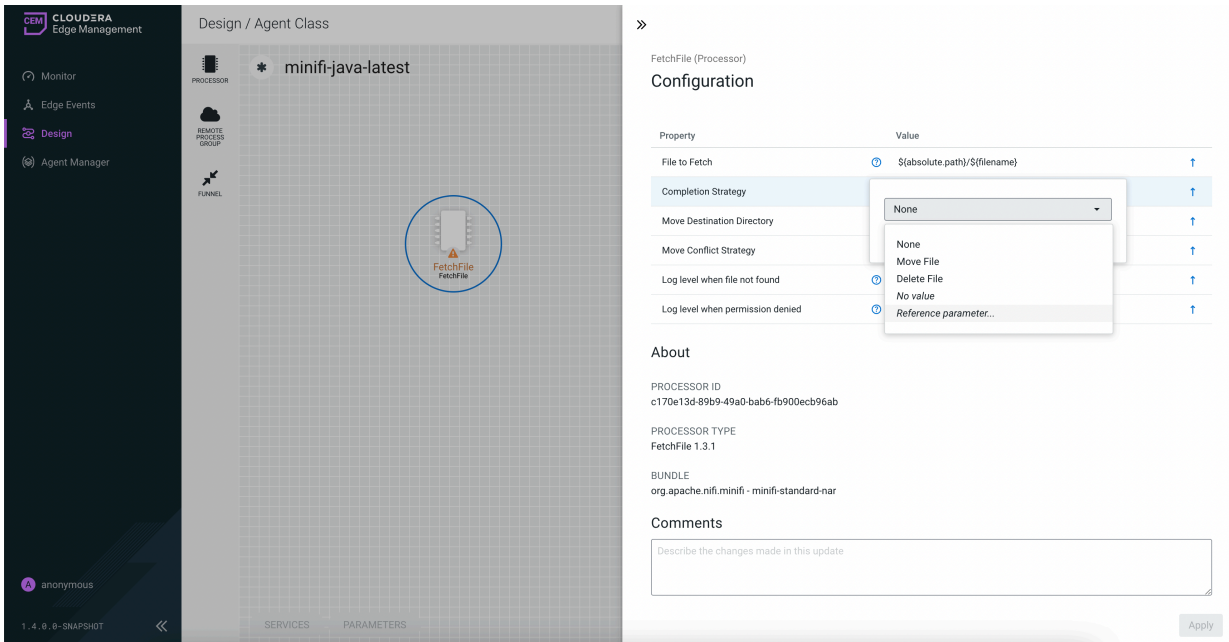 CEM CLOUDERA
Edge Management
Monitor
Edge Events
Design
Agent Manager
A anonymous
1.4.0.0-SNAPSHOT
Design / Agent Class
PROCESSOR
REMOTE
PROCESS
GROUP
FUNNEL
* minifi-java-latest
FetchFile
FetchFile
SERVICES PARAMETERS
FetchFile (Processor)
Configuration
Property Value
File to Fetch ${absolute.path}/${filename}
Completion Strategy
None
Move Destination Directory
Move Conflict Strategy
Log level when file not found
Log level when permission denied
None
Move File
Delete File
No value
Reference parameter...
About
PROCESSOR ID
c170e13d-89b9-49a0-bab6-fb900ecb96ab
PROCESSOR TYPE
FetchFile 1.3.1
BUNDLE
org.apache.nifi.minifi - minifi-standard-nar
Comments
Describe the changes made in this update
Apply